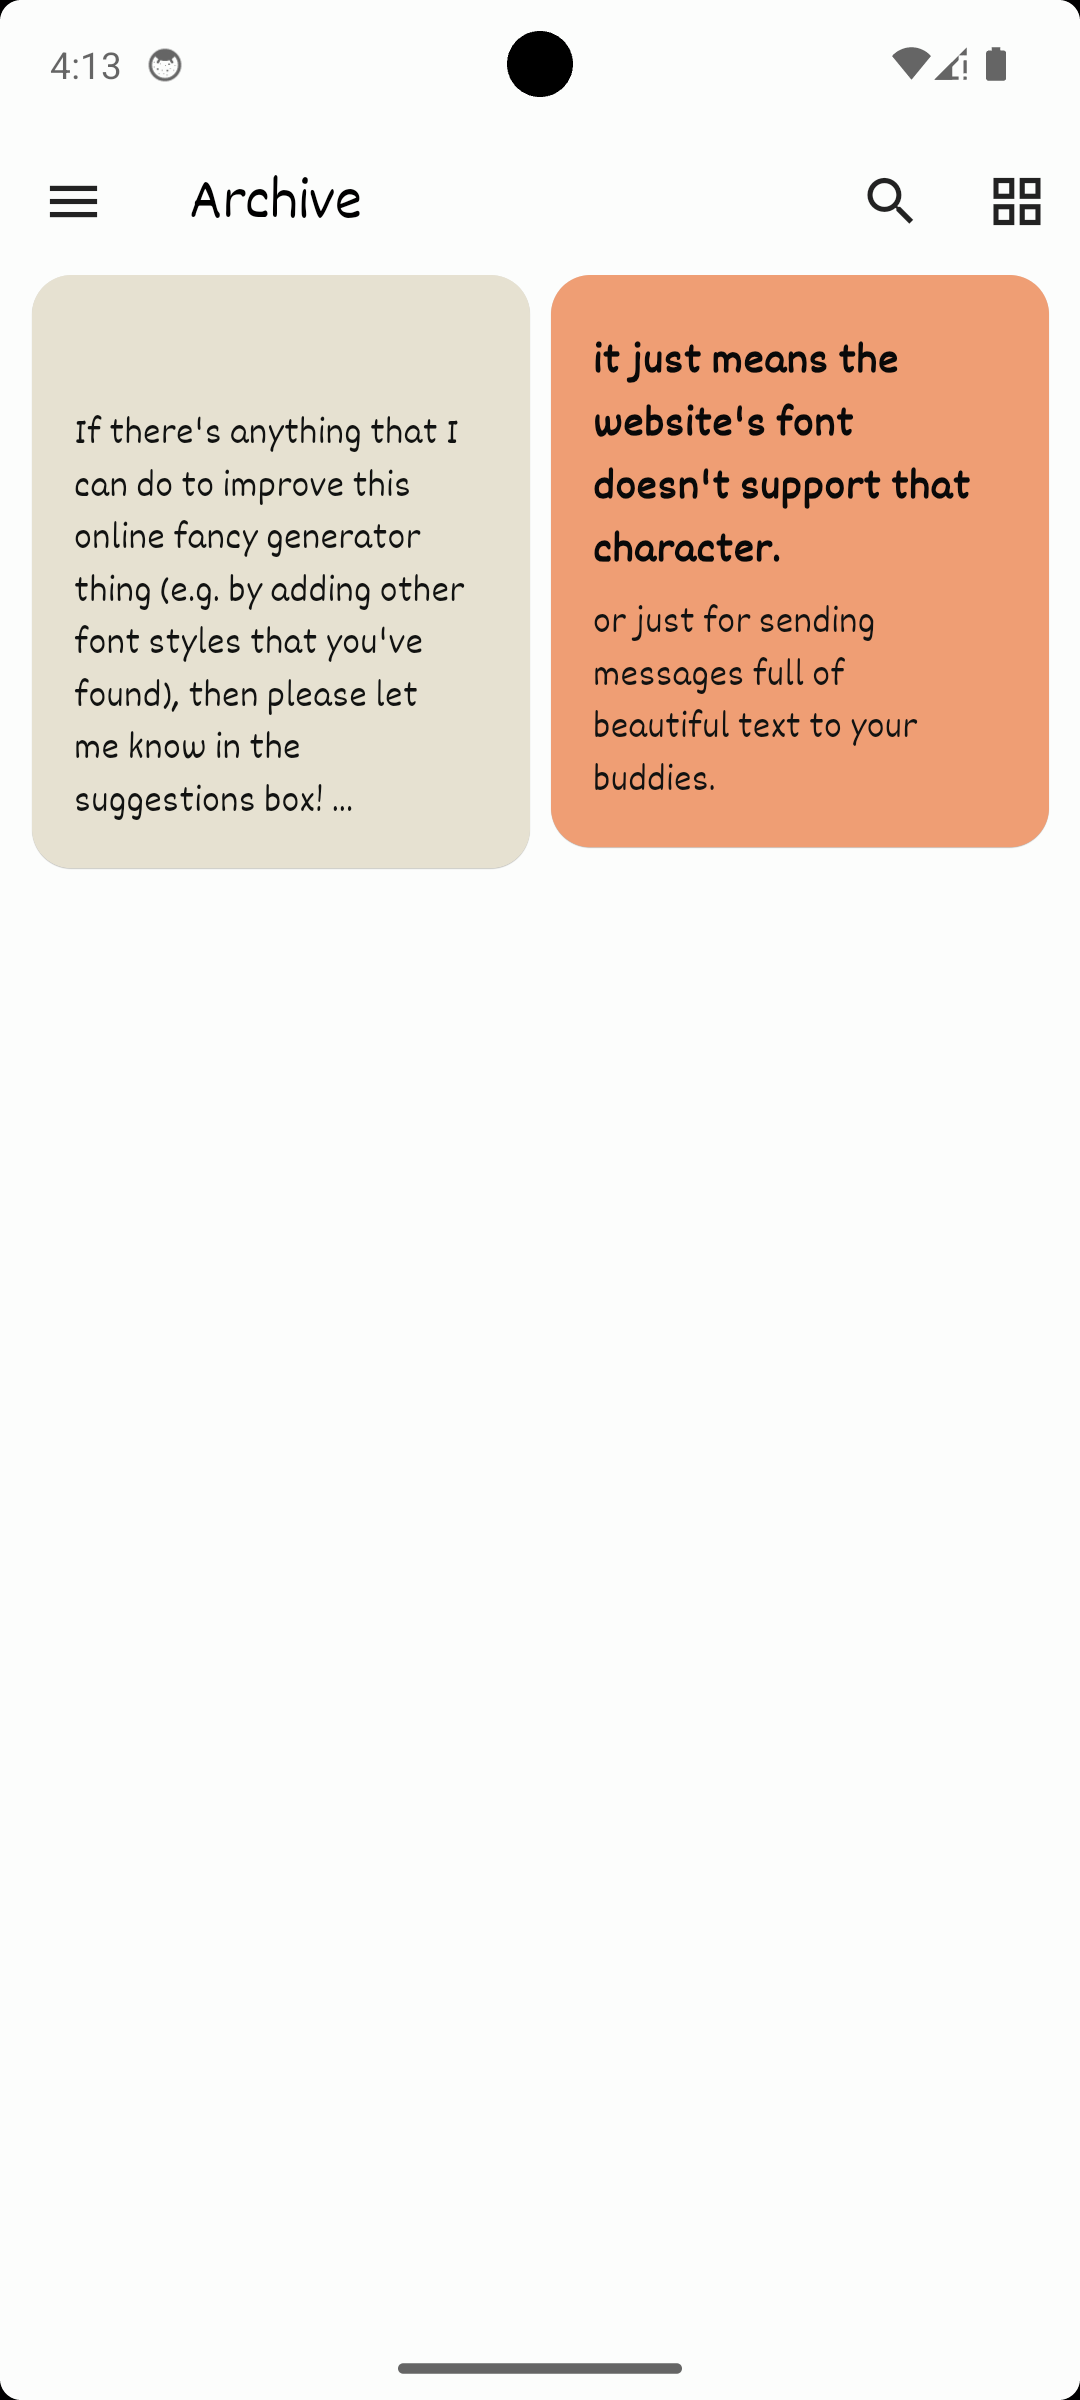 4:13
Archive
If there's anything that I
can do to improve this
online fancy generator
thing (e.g. by adding other
font styles that you've
found), then please let
me know in the
suggestions box! ...
it just means the
website's font
doesn't support that
character.
or just for sending
messages full of
beautiful text to your
buddies.